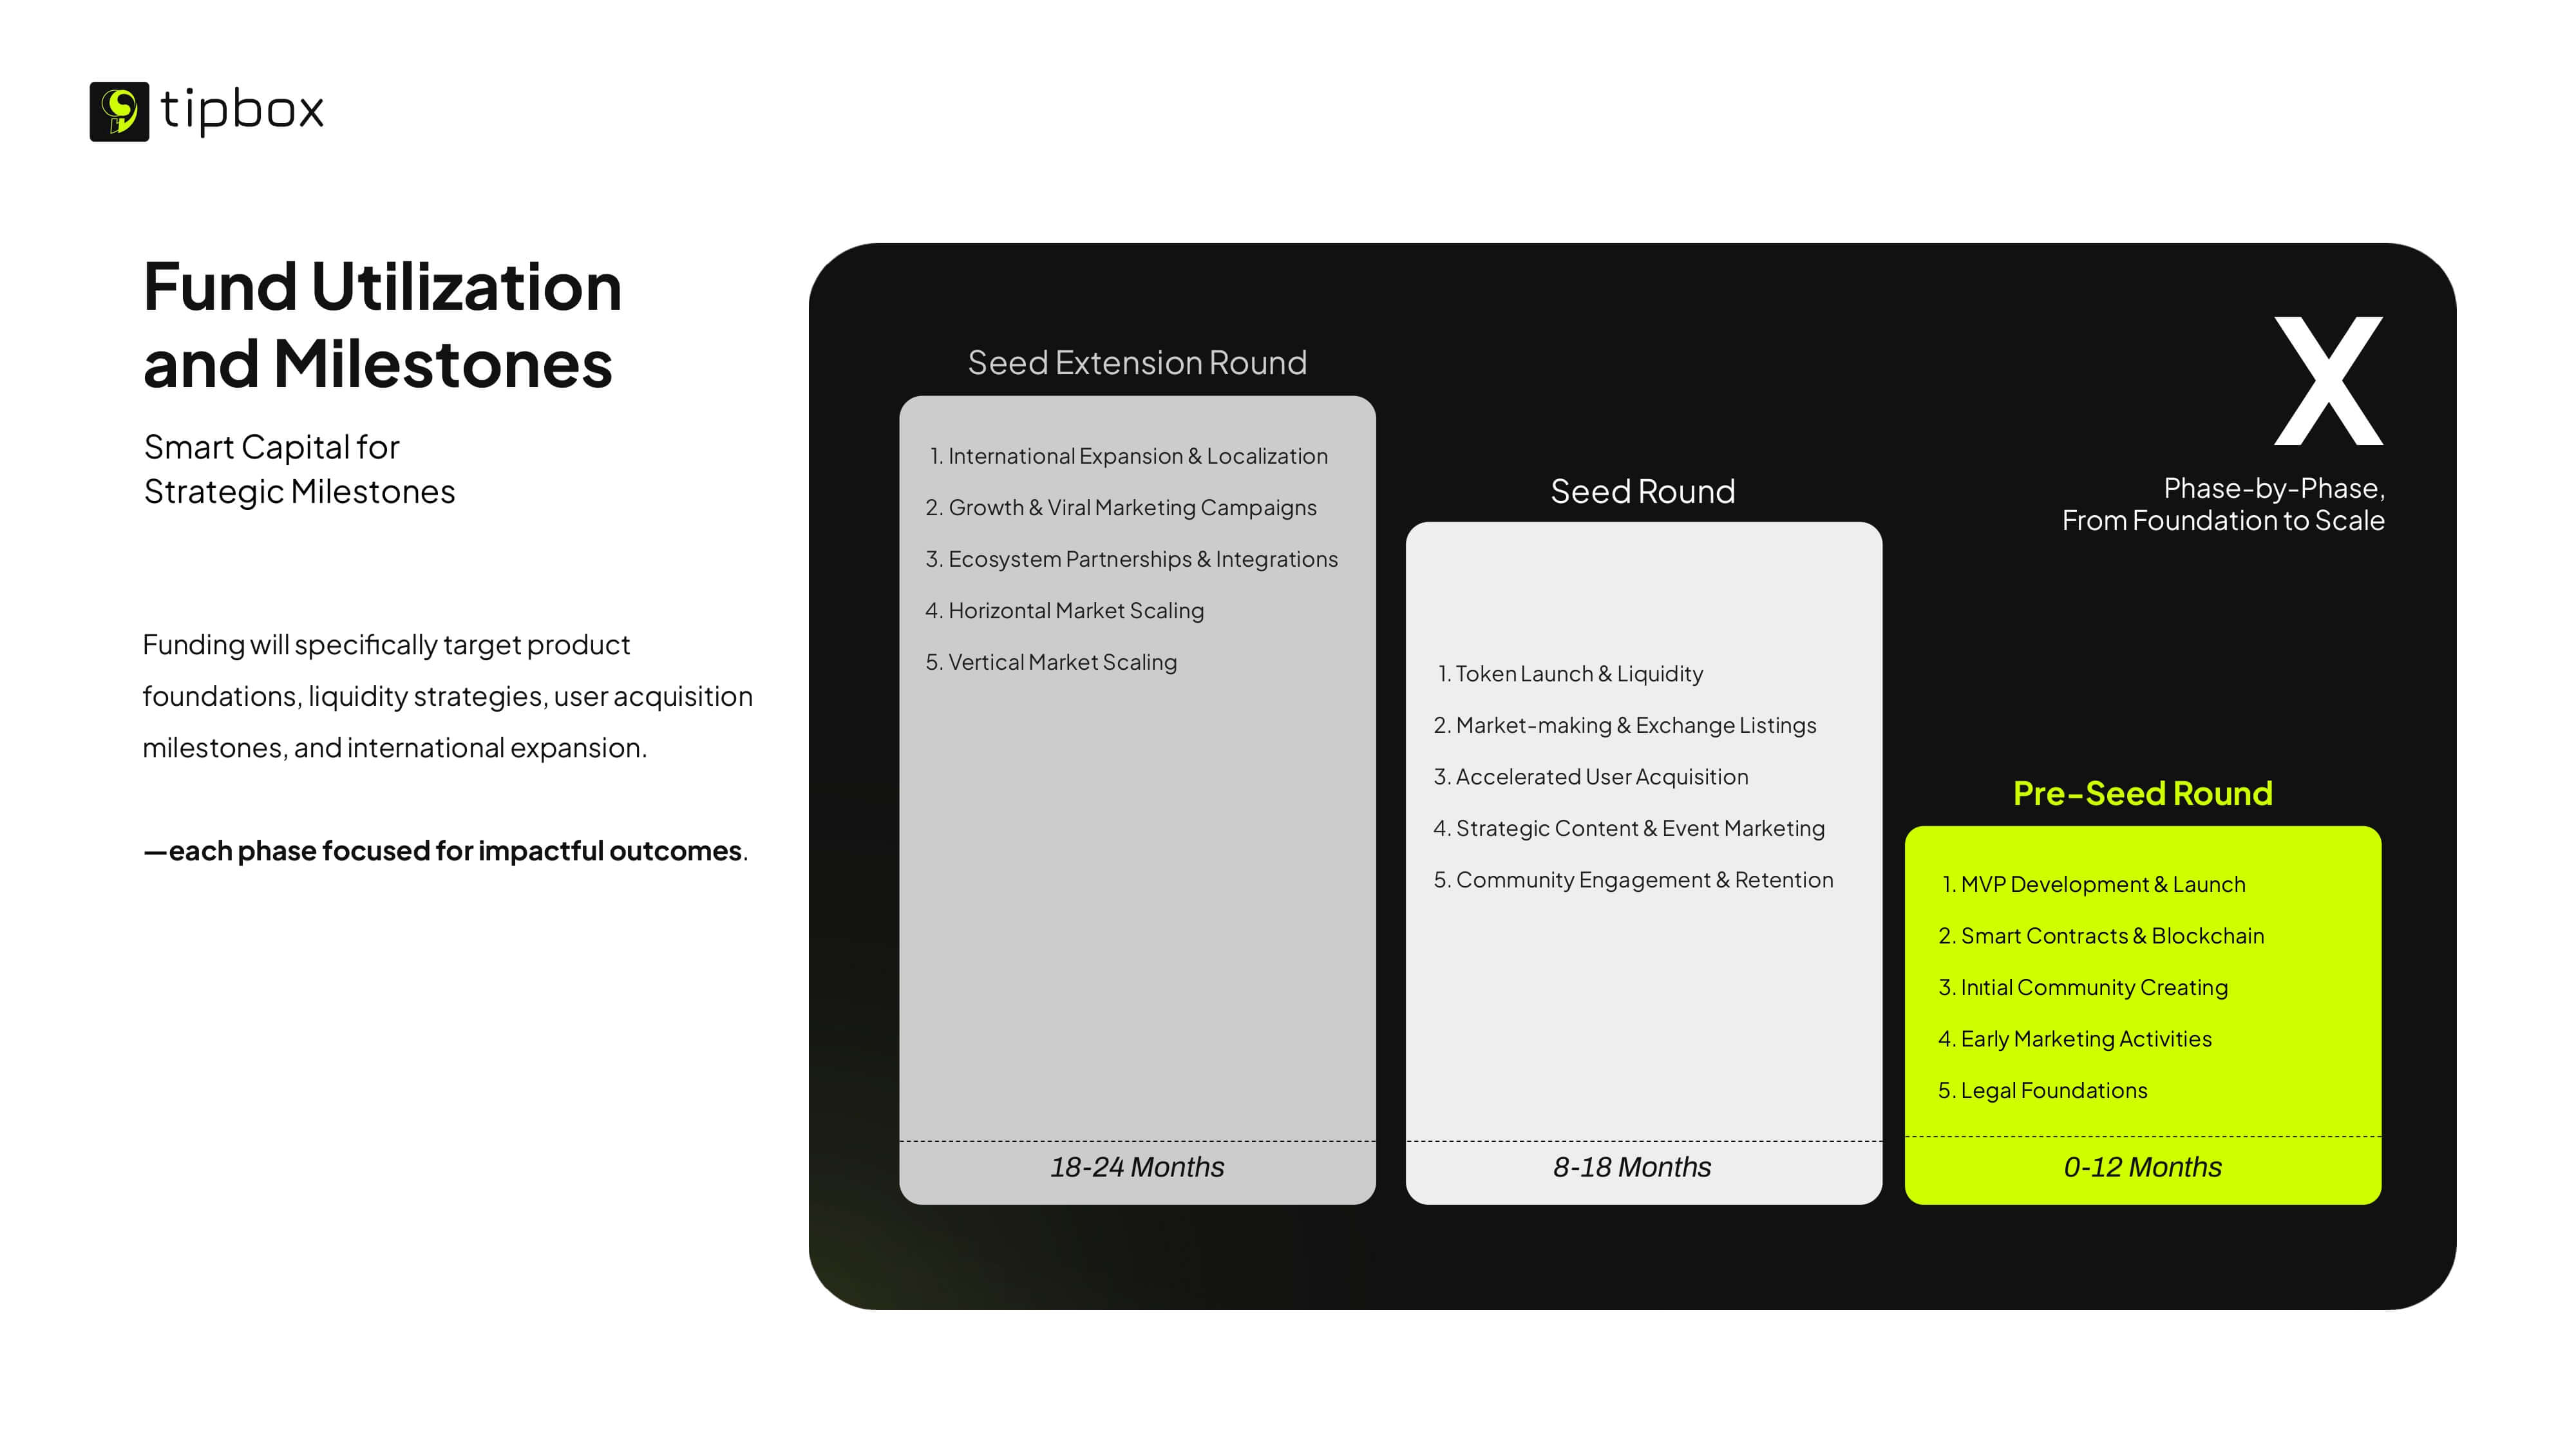 tipbox
Fund Utilization
and Milestones
Smart Capital for
Strategic Milestones
Funding will specifically target product
foundations, liquidity strategies, user acquisition
milestones, and international expansion.
—each phase focused for impactful outcomes.
X
Phase-by-Phase,
From Foundation to Scale
Seed Extension Round
1. International Expansion & Localization
2. Growth & Viral Marketing Campaigns
3. Ecosystem Partnerships & Integrations
4. Horizontal Market Scaling
5. Vertical Market Scaling
18-24 Months
Seed Round
1. Token Launch & Liquidity
2. Market-making & Exchange Listings
3. Accelerated User Acquisition
4. Strategic Content & Event Marketing
5. Community Engagement & Retention
8-18 Months
Pre-Seed Round
1. MVP Development & Launch
2. Smart Contracts & Blockchain
3. Inıtial Community Creating
4. Early Marketing Activities
5. Legal Foundations
0-12 Months